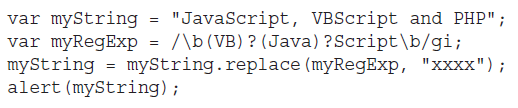 var myString = "JavaScript, VBScript and PHP";
var myRegExp = /\b(VB)?(Java)?Script\b/gi;
myString = myString.replace(myRegExp, "xxxx");
alert(myString);